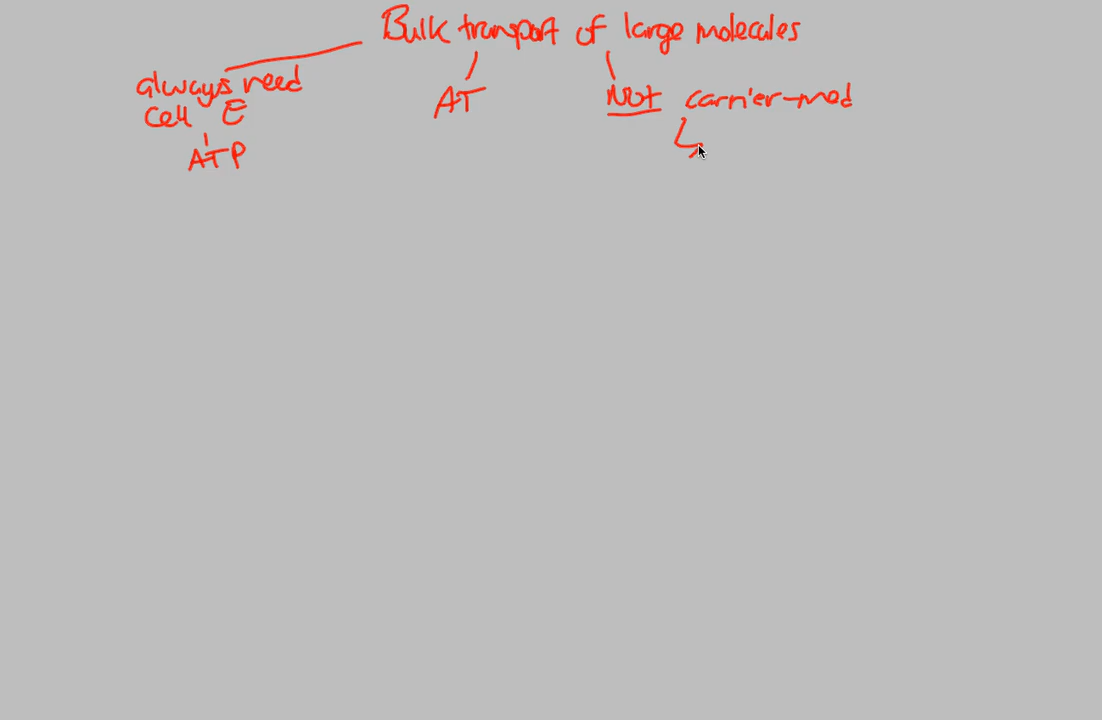 Bulk transport of large molecules
always need
cell E
ATP
AT
Not carrier-med